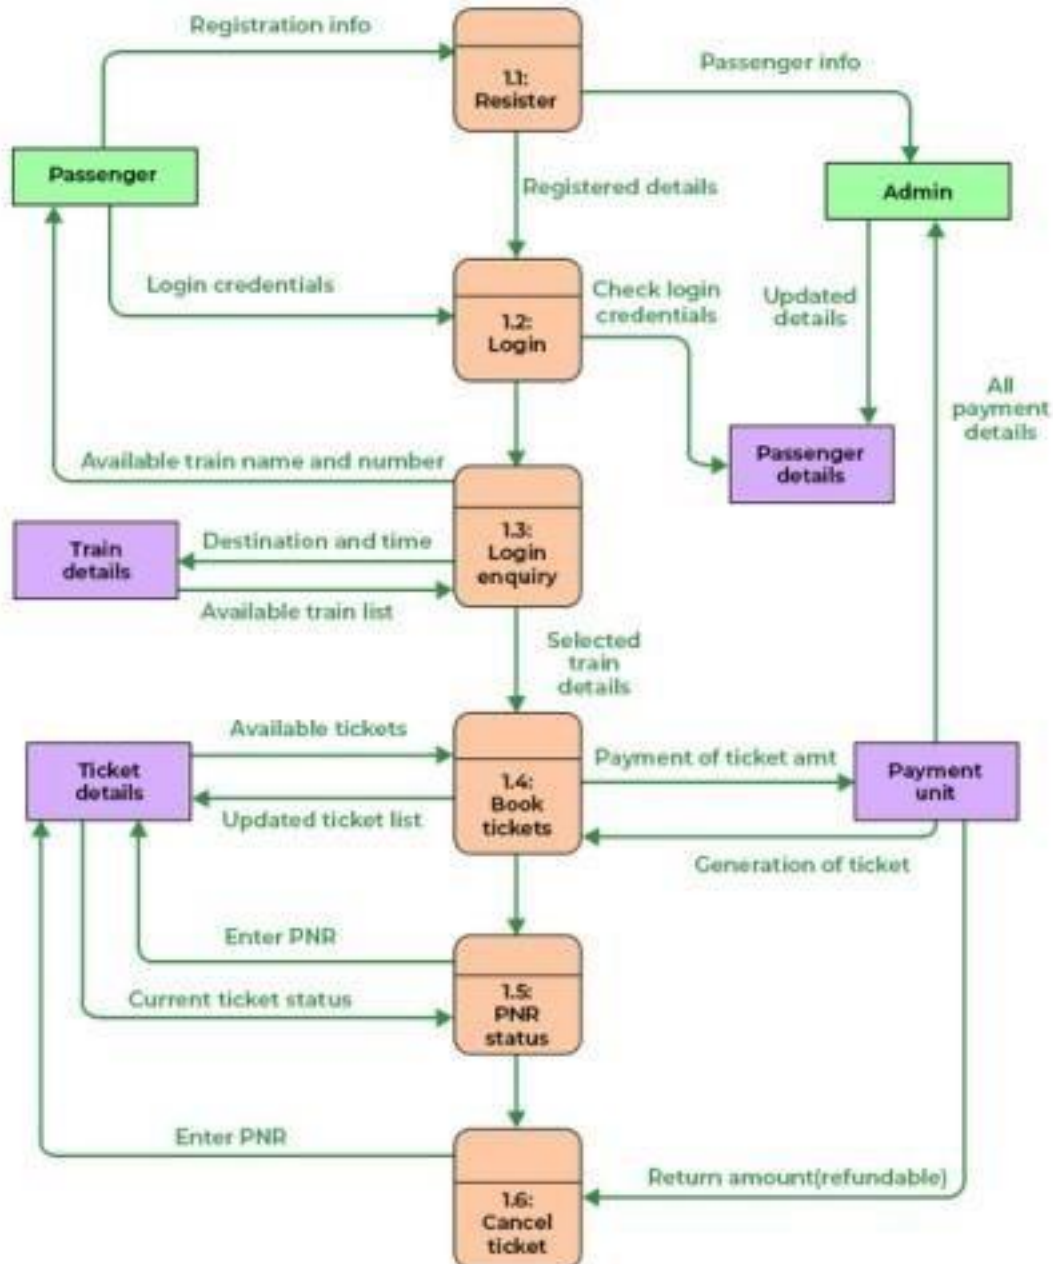 Registration info
1.1:
Resister
Passenger info
Passenger
Registered details
Admin
Login credentials
1.2:
Login
Check login
credentials
Updated
details
All
payment
details
Available train name and number
Passenger
details
Train
details
Destination and time
1.3:
Login
enquiry
Available train list
Selected
train
details
Available tickets
Ticket
details
Updated ticket list
1.4:
Book
tickets
Payment of ticket amt
Payment
unit
Generation of ticket
Enter PNR
Current ticket status
1.5:
PNR
status
Enter PNR
Return amount(refundable)
1.6:
Cancel
ticket